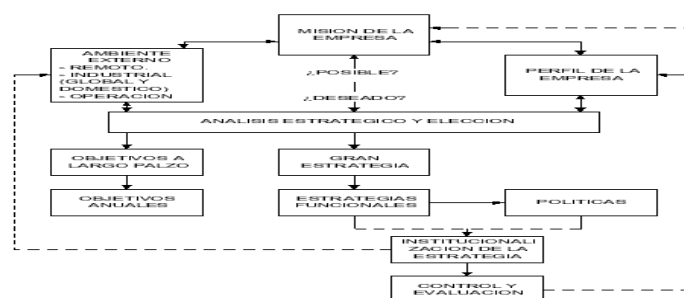 MISION DE LA
EMPRESA
AMBIENTE
EXTERNO
- REMOTO.
- INDUSTRIAL
(GLOBAL Y
DOMESTICO)
- OPERACION
¿POSIBLE?
¿DESEADO?
PERFIL DE LA
EMPRESA
ANALISIS ESTRATEGICO Y ELECCION
OBJETIVOS A
LARGO PALZO
GRAN
ESTRATEGIA
OBJETIVOS
ANUALES
ESTRATEGIAS
FUNCIONALES
POLITICAS
INSTITUCIONALI
ZACION DE LA
ESTRATEGIA
CONTROL Y
EVALUACION